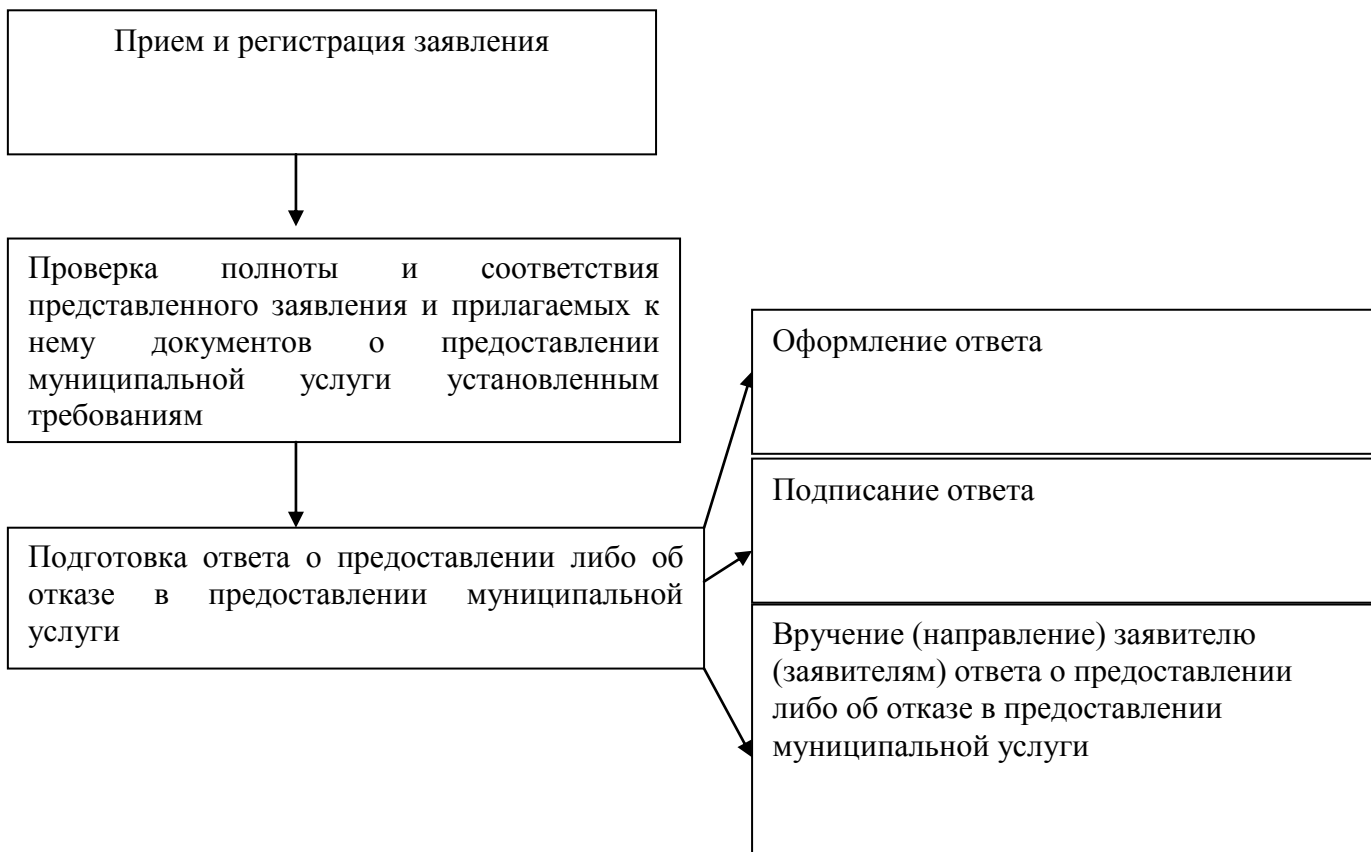 Прием и регистрация заявления
Проверка полноты и соответствия
представленного заявления и прилагаемых к
нему документов о предоставлении
муниципальной услуги установленным
требованиям
Подготовка ответа о предоставлении либо об
отказе в предоставлении муниципальной
услуги
Оформление ответа
Подписание ответа
Вручение (направление) заявителю
(заявителям) ответа о предоставлении
либо об отказе в предоставлении
муниципальной услуги